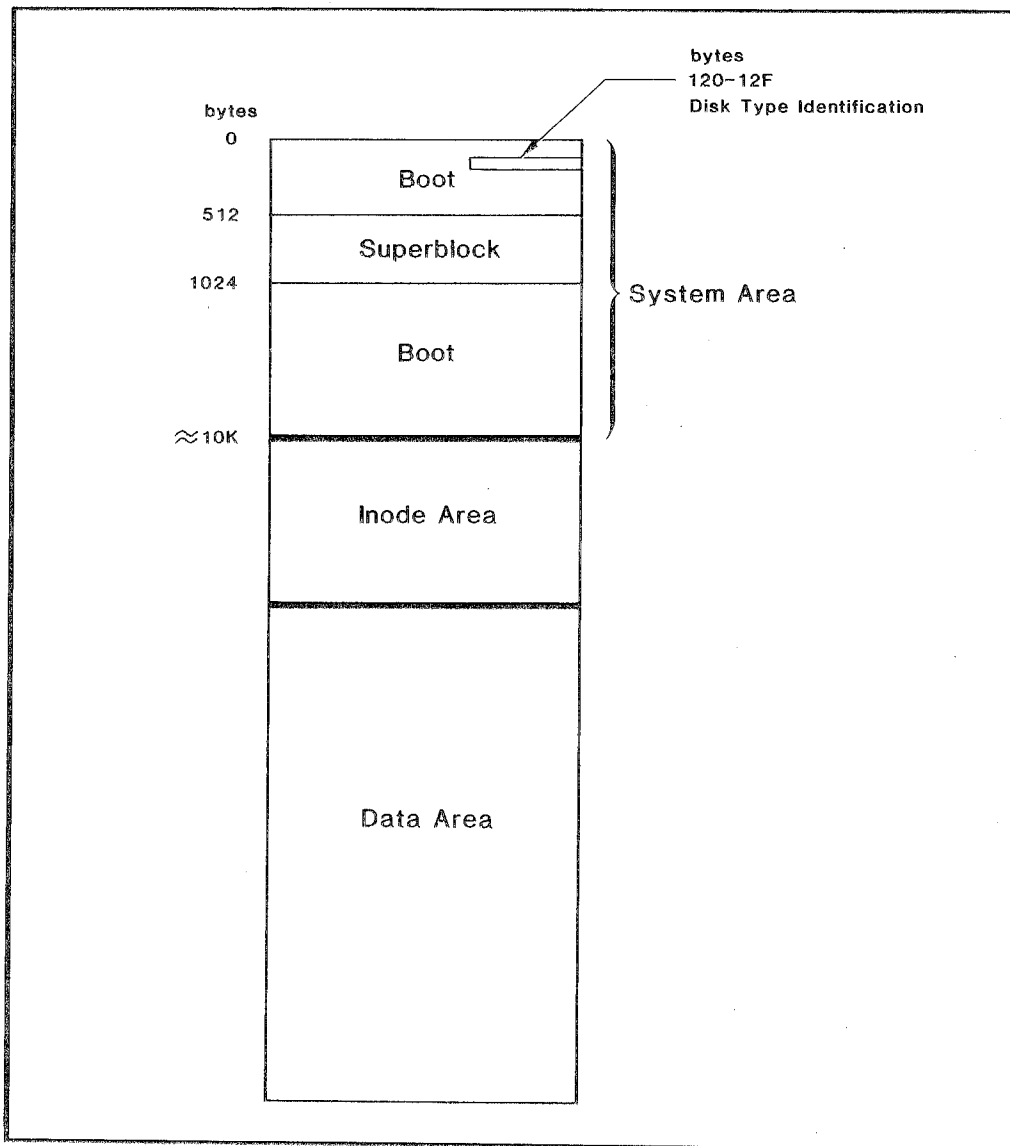 bytes
120-12F
Disk Type Identification
bytes
0
Boot
512
Superblock
1024
System Area
Boot
≈10K
Inode Area
Data Area